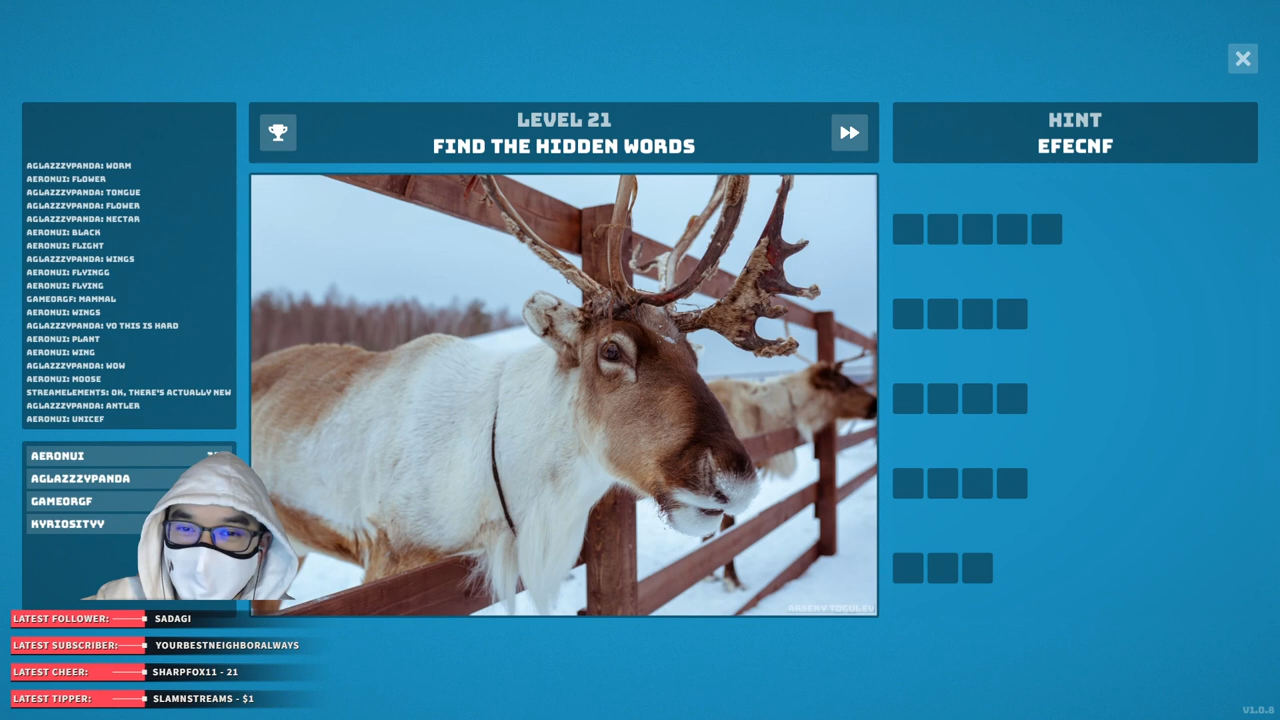 LEVEL 21
FIND THE HIDDEN WORDS
HINT
EFECNF
AGLAZZZYPANDA: WORM
AERONUI: FLOWER
AGLAZZZYPANDA: TONGUE
AGLAZZZYPANDA: FLOWER
AGLAZZZYPANDA: NECTAR
AERONUI: BLACK
AERONUI: FLIGHT
AGLAZZZYPANDA: WINGS
AERONUI: FLYINGG
AERONUI: FLYING
GAMEORGF: MAMMAL
AERONUI: WINGS
AGLAZZZYPANDA: YO THIS IS HARD
AERONUI: PLANT
AERONUI: WING
AGLAZZZYPANDA: WOW
AERONUI: MOOSE
STREAMELEMENTS: OH, THERE'S ACTUALLY NEW
AGLAZZZYPANDA: ANTLER
AERONUI: UNICEF
AERONUI
AGLAZZZYPANDA
GAMEORGF
KYRIOSITYY
ARSENY TOGULEV
LATEST FOLLOWER: SADAGI
LATEST SUBSCRIBER: YOURBESTNEIGHBORALWAYS
LATEST CHEER: SHARPFOX11 - 21
LATEST TIPPER: SLAMNSTREAMS - $1
V1.0.8